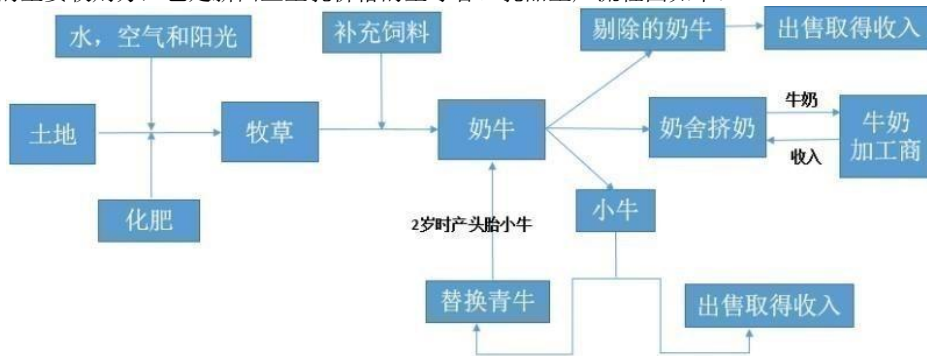 水，空气和阳光
补充饲料
剔除的奶牛
出售取得收入
土地
牧草
奶牛
奶舍挤奶
牛奶
收入
牛奶
加工商
化肥
2岁时产头胎小牛
小牛
替换青牛
出售取得收入